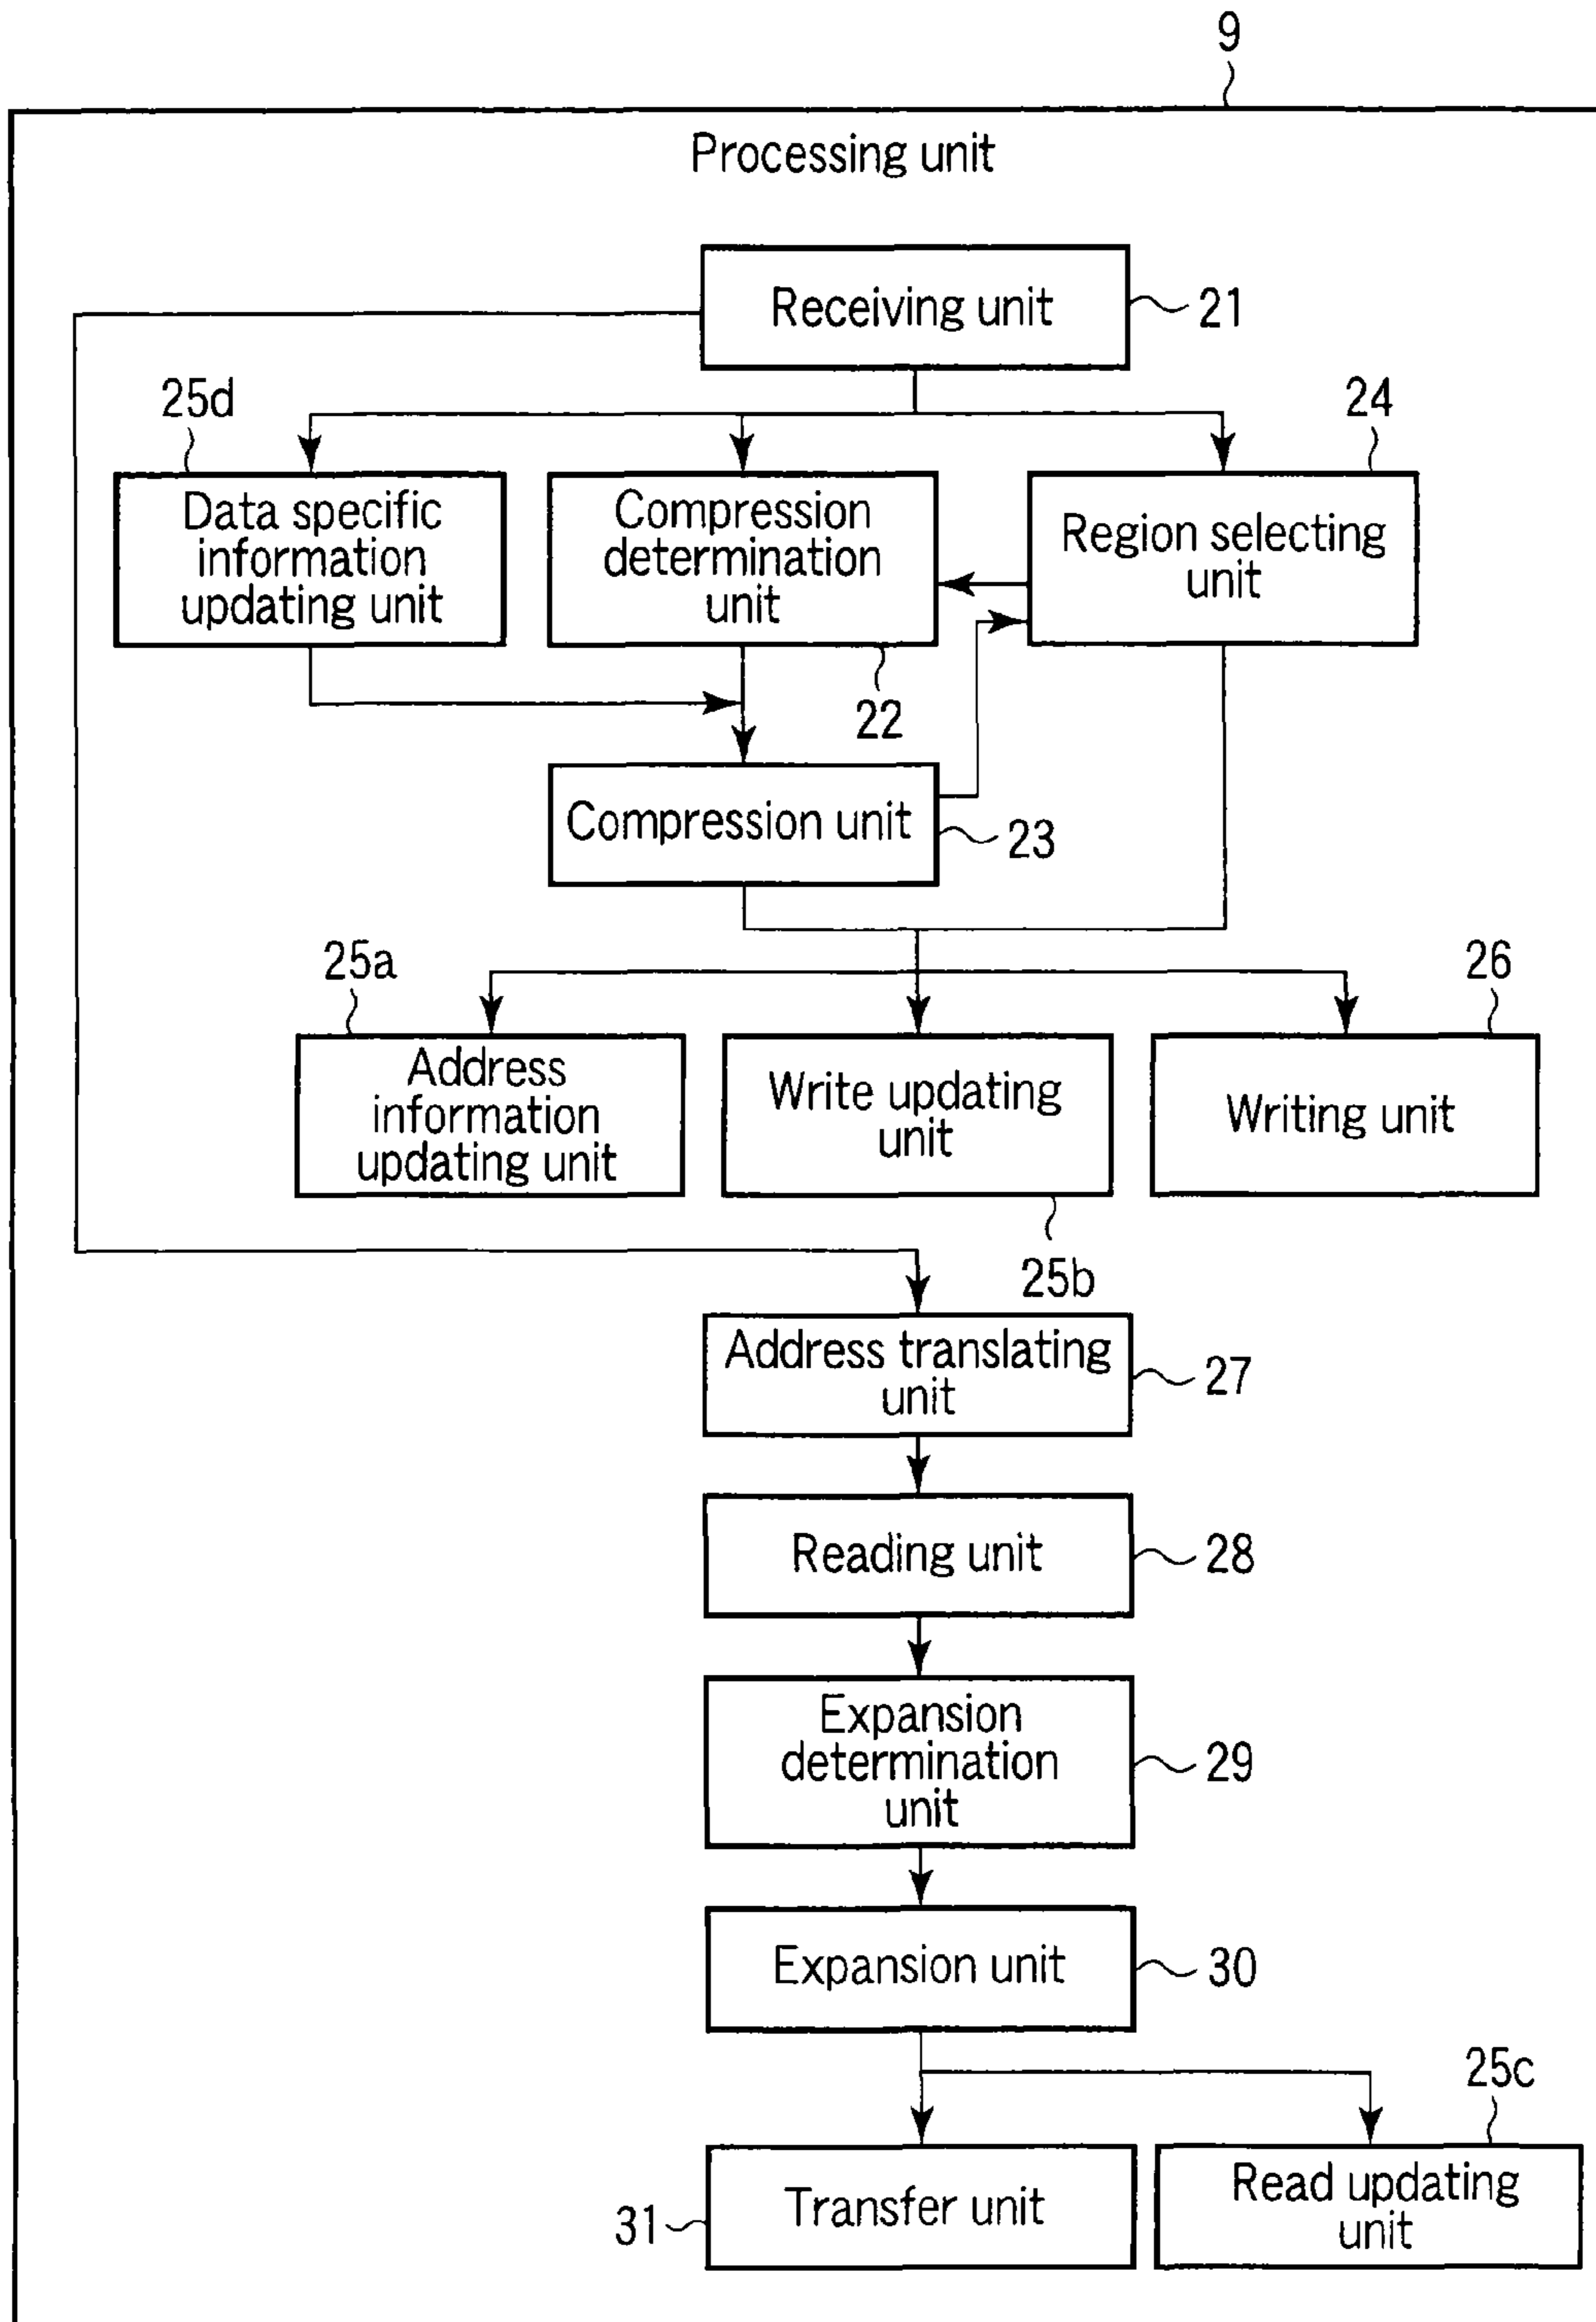 9
Processing unit
Receiving unit
21
25d
24
Data specific
information
updating unit
Compression
determination
unit
Region selecting
unit
22
Compression unit
23
25a
26
Address
information
updating unit
Write updating
unit
Writing unit
25b
Address translating
unit
27
Reading unit
28
Expansion
determination
unit
29
Expansion unit
30
25c
31
Transfer unit
Read updating
unit